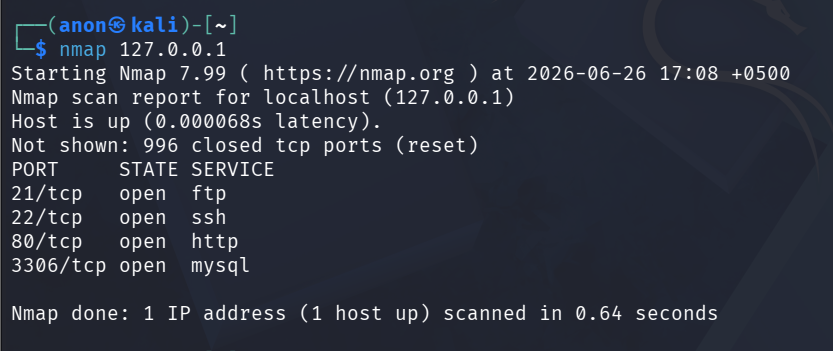 ┌──(anon㉿kali)-[~]
└─$ nmap 127.0.0.1
Starting Nmap 7.99 ( https://nmap.org ) at 2026-06-26 17:08 +0500
Nmap scan report for localhost (127.0.0.1)
Host is up (0.000068s latency).
Not shown: 996 closed tcp ports (reset)
PORT     STATE SERVICE
21/tcp   open  ftp
22/tcp   open  ssh
80/tcp   open  http
3306/tcp open  mysql
Nmap done: 1 IP address (1 host up) scanned in 0.64 seconds